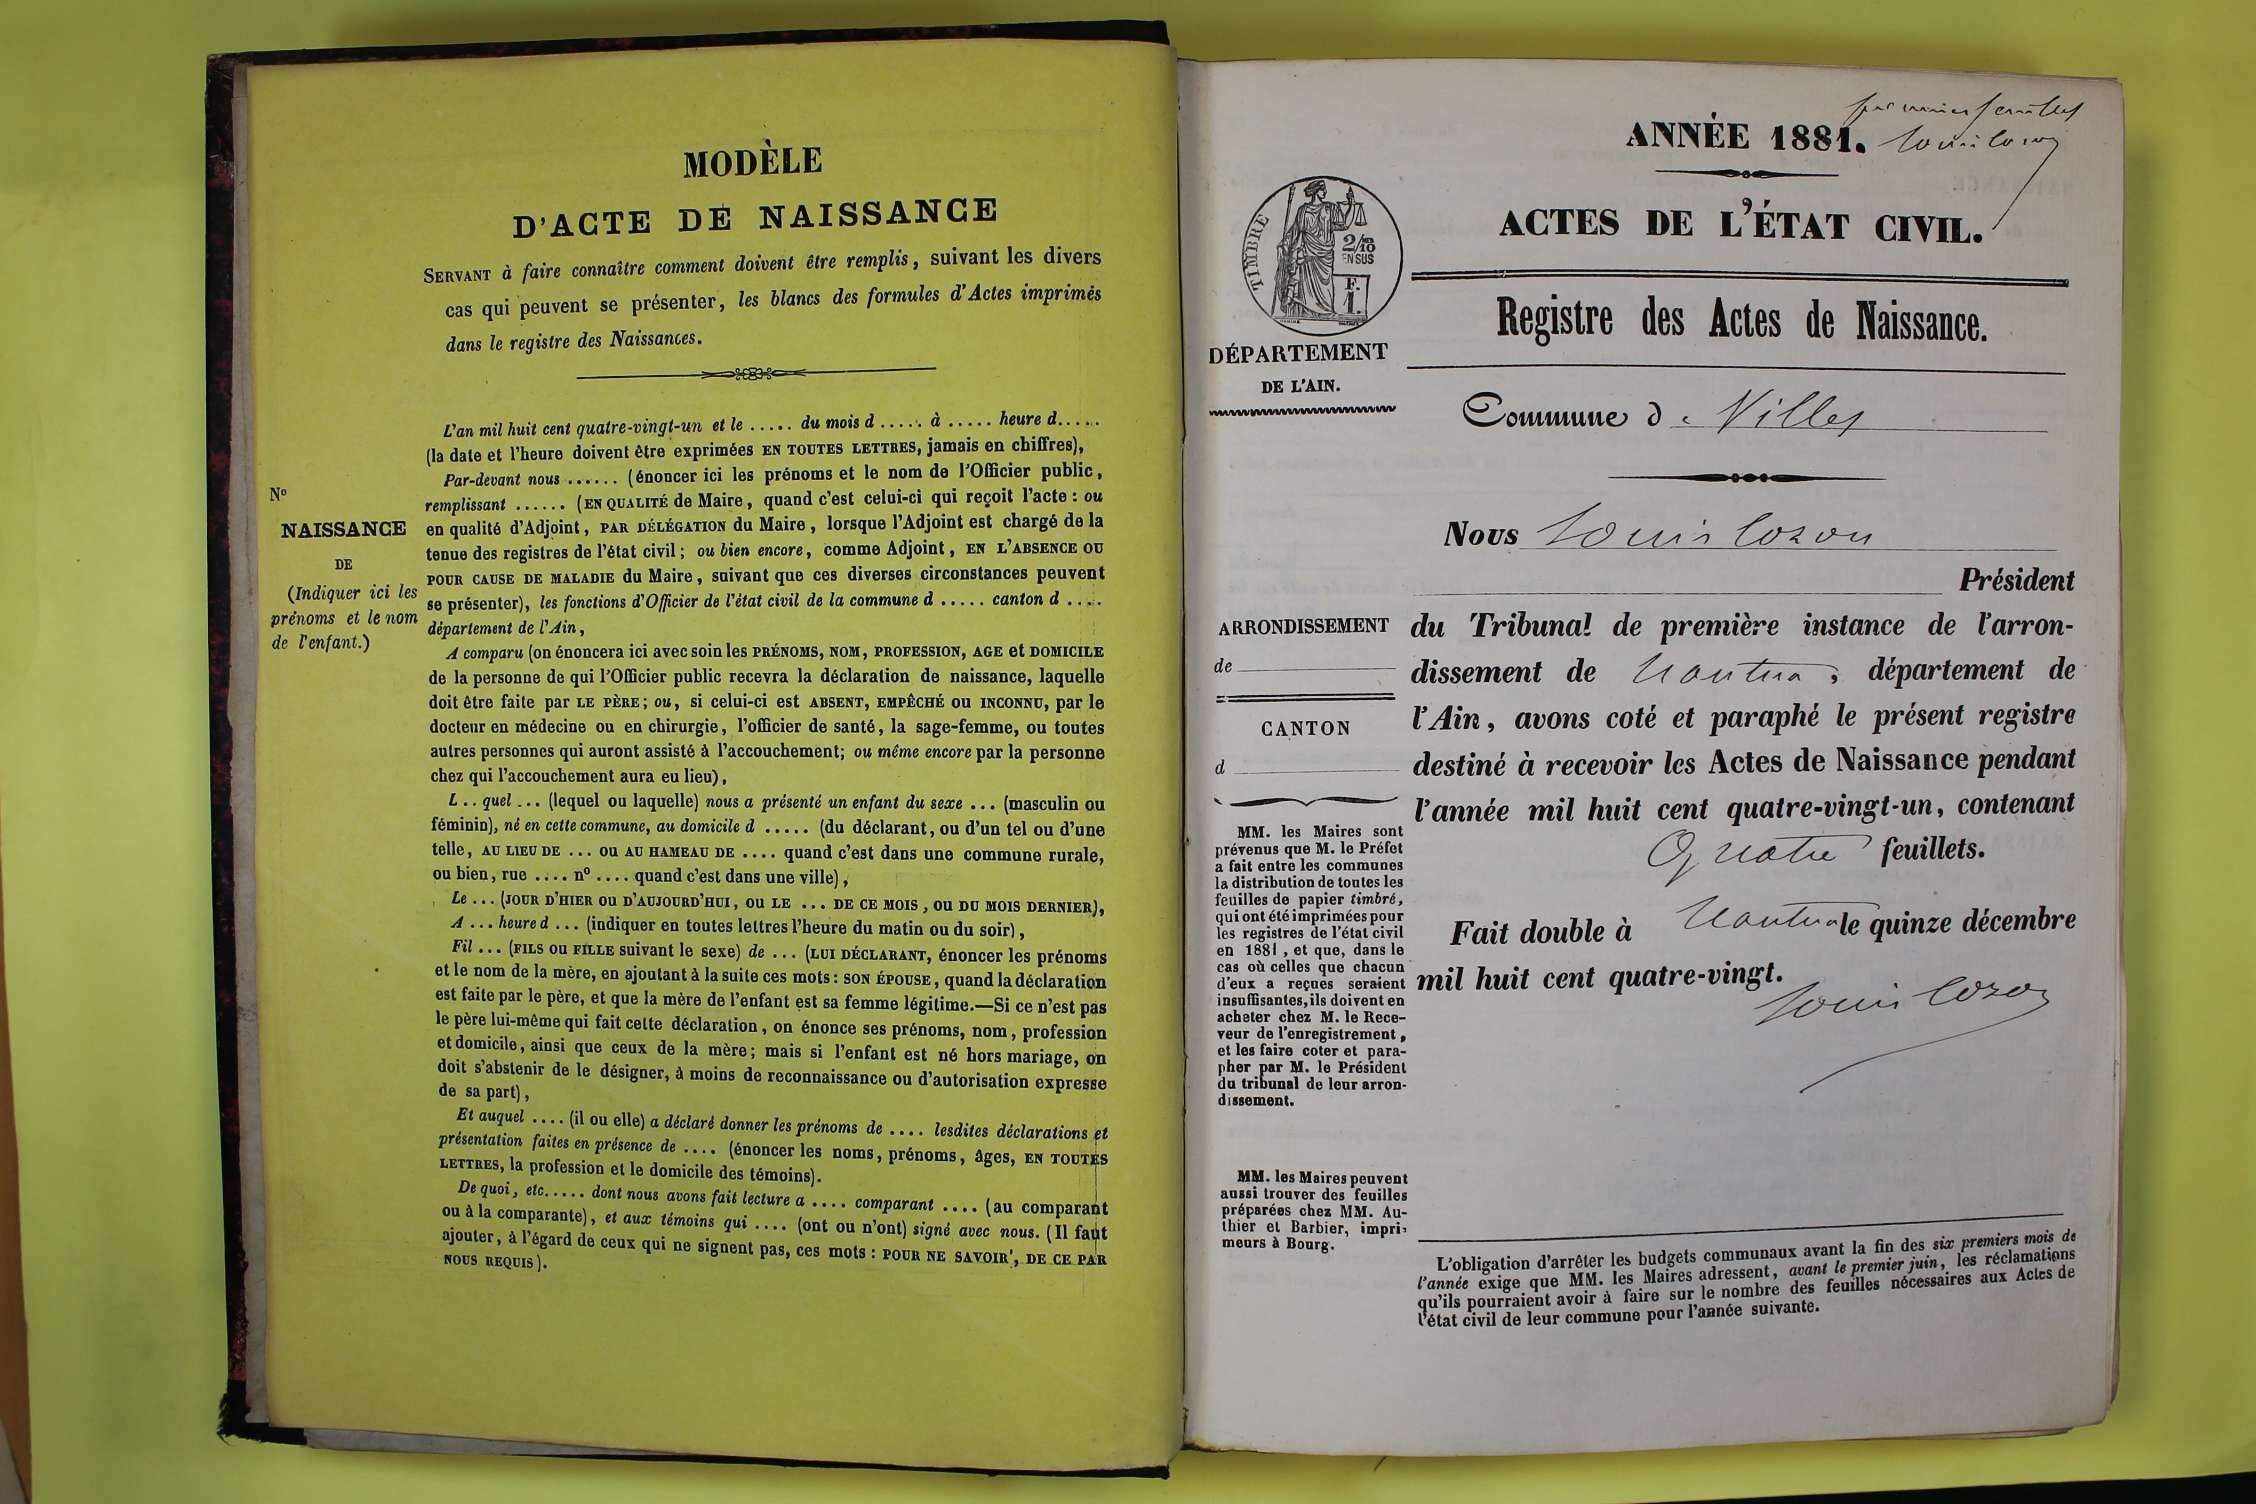 MODÈLE
D'ACTE DE NAISSANCE
SERVANT à faire connaître comment doivent être remplis, suivant les divers
cas qui peuvent se présenter, les blancs des formules d'Actes imprimés
dans le registre des Naissances.
L'an mil huit cent quatre-vingt-un et le ..... du mois d ..... à ..... heure d.....
(la date et l'heure doivent être exprimées EN TOUTES LETTRES, jamais en chiffres),
Par-devant nous ...... (énoncer ici les prénoms et le nom de l'Officier public,
remplissant ...... (EN QUALITÉ de Maire, quand c'est celui-ci qui reçoit l'acte : ou
en qualité d'Adjoint, PAR DÉLÉGATION du Maire, lorsque l'Adjoint est chargé de la
tenue des registres de l'état civil; ou bien encore, comme Adjoint, EN L'ABSENCE OU
POUR CAUSE DE MALADIE du Maire, suivant que ces diverses circonstances peuvent
se présenter), les fonctions d'Officier de l'état civil de la commune d ..... canton d ....
département de l'Ain,
A comparu (on énoncera ici avec soin les PRÉNOMS, NOM, PROFESSION, AGE et DOMICILE
de la personne de qui l'Officier public recevra la déclaration de naissance, laquelle
doit être faite par LE PÈRE; ou, si celui-ci est ABSENT, EMPÊCHÉ OU INCONNU, par le
docteur en médecine ou en chirurgie, l'officier de santé, la sage-femme, ou toutes
autres personnes qui auront assisté à l'accouchement; ou même encore par la personne
chez qui l'accouchement aura eu lieu),
L.. quel ... (lequel ou laquelle) nous a présenté un enfant du sexe ... (masculin ou
féminin), né en cette commune, au domicile d ..... (du déclarant, ou d'un tel ou d'une
telle, AU LIEU DE ... OU AU HAMEAU DE .... quand c'est dans une commune rurale,
ou bien, rue .... nº .... quand c'est dans une ville),
Le ... (JOUR D'HIER OU D'AUJOURD'HUI, OU LE ... DE CE MOIS, OU DU MOIS DERNIER),
A ... heure d ... (indiquer en toutes lettres l'heure du matin ou du soir),
Fil ... (FILS OU FILLE suivant le sexe) de ... (LUI DÉCLARANT, énoncer les prénoms
et le nom de la mère, en ajoutant à la suite ces mots : SON ÉPOUSE, quand la déclaration
est faite par le père, et que la mère de l'enfant est sa femme légitime.—Si ce n'est pas
le père lui-même qui fait cette déclaration, on énonce ses prénoms, nom, profession
et domicile, ainsi que ceux de la mère; mais si l'enfant est né hors mariage, on
doit s'abstenir de le désigner, à moins de reconnaissance ou d'autorisation expresse
de sa part),
Et auquel .... (il ou elle) a déclaré donner les prénoms de .... lesdites déclarations et
présentation faites en présence de .... (énoncer les noms, prénoms, âges, EN TOUTES
LETTRES, la profession et le domicile des témoins).
De quoi, etc..... dont nous avons fait lecture a .... comparant .... (au comparant
ou à la comparante), et aux témoins qui .... (ont ou n'ont) signé avec nous. (Il faut
ajouter, à l'égard de ceux qui ne signent pas, ces mots : POUR NE SAVOIR, DE CE PAR
NOUS REQUIS).
Nº
NAISSANCE
DE
(Indiquer ici les
prénoms et le nom
de l'enfant.)
ANNÉE 1881.
Louis Cozon
ACTES DE L'ÉTAT CIVIL.
TIMBRE
2/10
EN SUS
F.
1.
DÉPARTEMENT
DE L'AIN.
Registre des Actes de Naissance.
Commune de Villes
Nous Louis Cozon
Président
du Tribunal de première instance de l'arron-
dissement de Nantua, département de
l'Ain, avons coté et paraphé le présent registre
destiné à recevoir les Actes de Naissance pendant
l'année mil huit cent quatre-vingt-un, contenant
Quatre feuillets.
Fait double à Nantua le quinze décembre
mil huit cent quatre-vingt.
Louis Cozon
ARRONDISSEMENT
de
CANTON
d
MM. les Maires sont
prévenus que M. le Préfet
a fait entre les communes
la distribution de toutes les
feuilles de papier timbré,
qui ont été imprimées pour
les registres de l'état civil
en 1881, et que, dans le
cas où celles que chacun
d'eux a reçues seraient
insuffisantes, ils doivent en
acheter chez M. le Rece-
veur de l'enregistrement,
et les faire coter et para-
pher par M. le Président
du tribunal de leur arron-
dissement.
MM. les Maires peuvent
aussi trouver des feuilles
préparées chez MM. Au-
thier et Barbier, impri-
meurs à Bourg.
L'obligation d'arrêter les budgets communaux avant la fin des six premiers mois de
l'année exige que MM. les Maires adressent, avant le premier juin, les réclamations
qu'ils pourraient avoir à faire sur le nombre des feuilles nécessaires aux Actes de
l'état civil de leur commune pour l'année suivante.